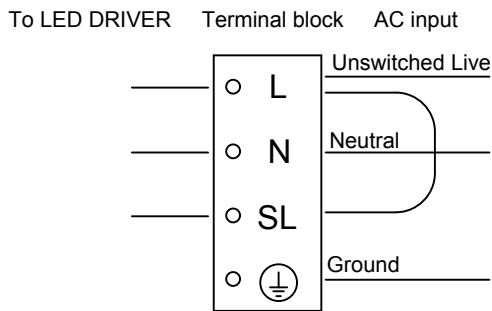 To LED DRIVER Terminal block AC input
Unswitched Live
L
N Neutral
SL
Ground